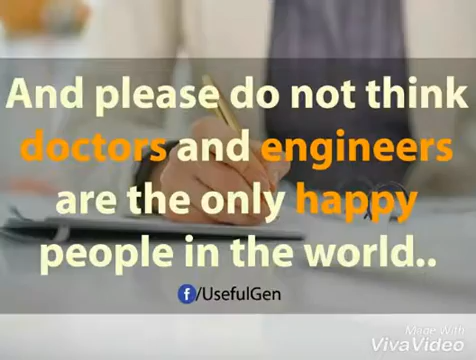 And please do not think
doctors and engineers
are the only happy
people in the world..
f/UsefulGen
Made With
VivaVideo